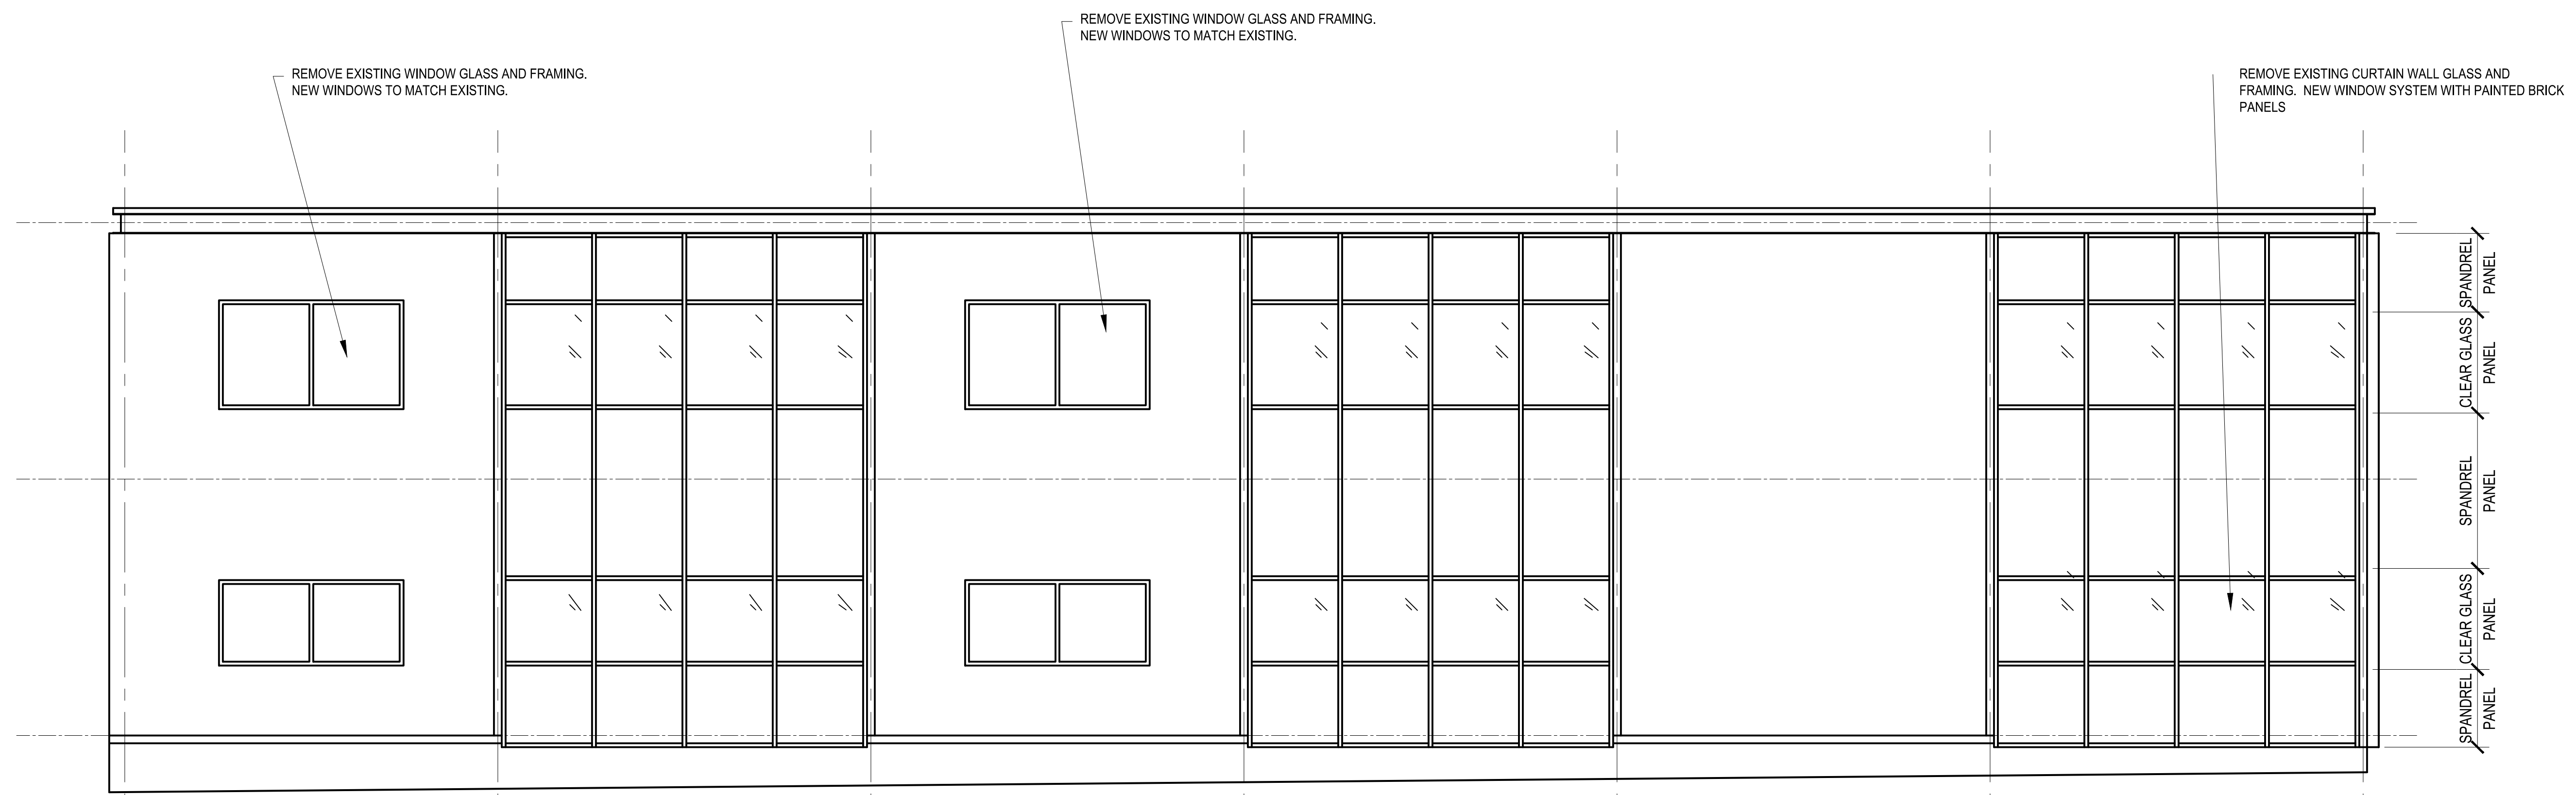 REMOVE EXISTING WINDOW GLASS AND FRAMING.
NEW WINDOWS TO MATCH EXISTING.
REMOVE EXISTING WINDOW GLASS AND FRAMING.
NEW WINDOWS TO MATCH EXISTING.
REMOVE EXISTING CURTAIN WALL GLASS AND
FRAMING.  NEW WINDOW SYSTEM WITH PAINTED BRICK
PANELS
SPANDREL
PANEL
CLEAR GLASS
PANEL
SPANDREL
PANEL
CLEAR GLASS
PANEL
SPANDREL
PANEL